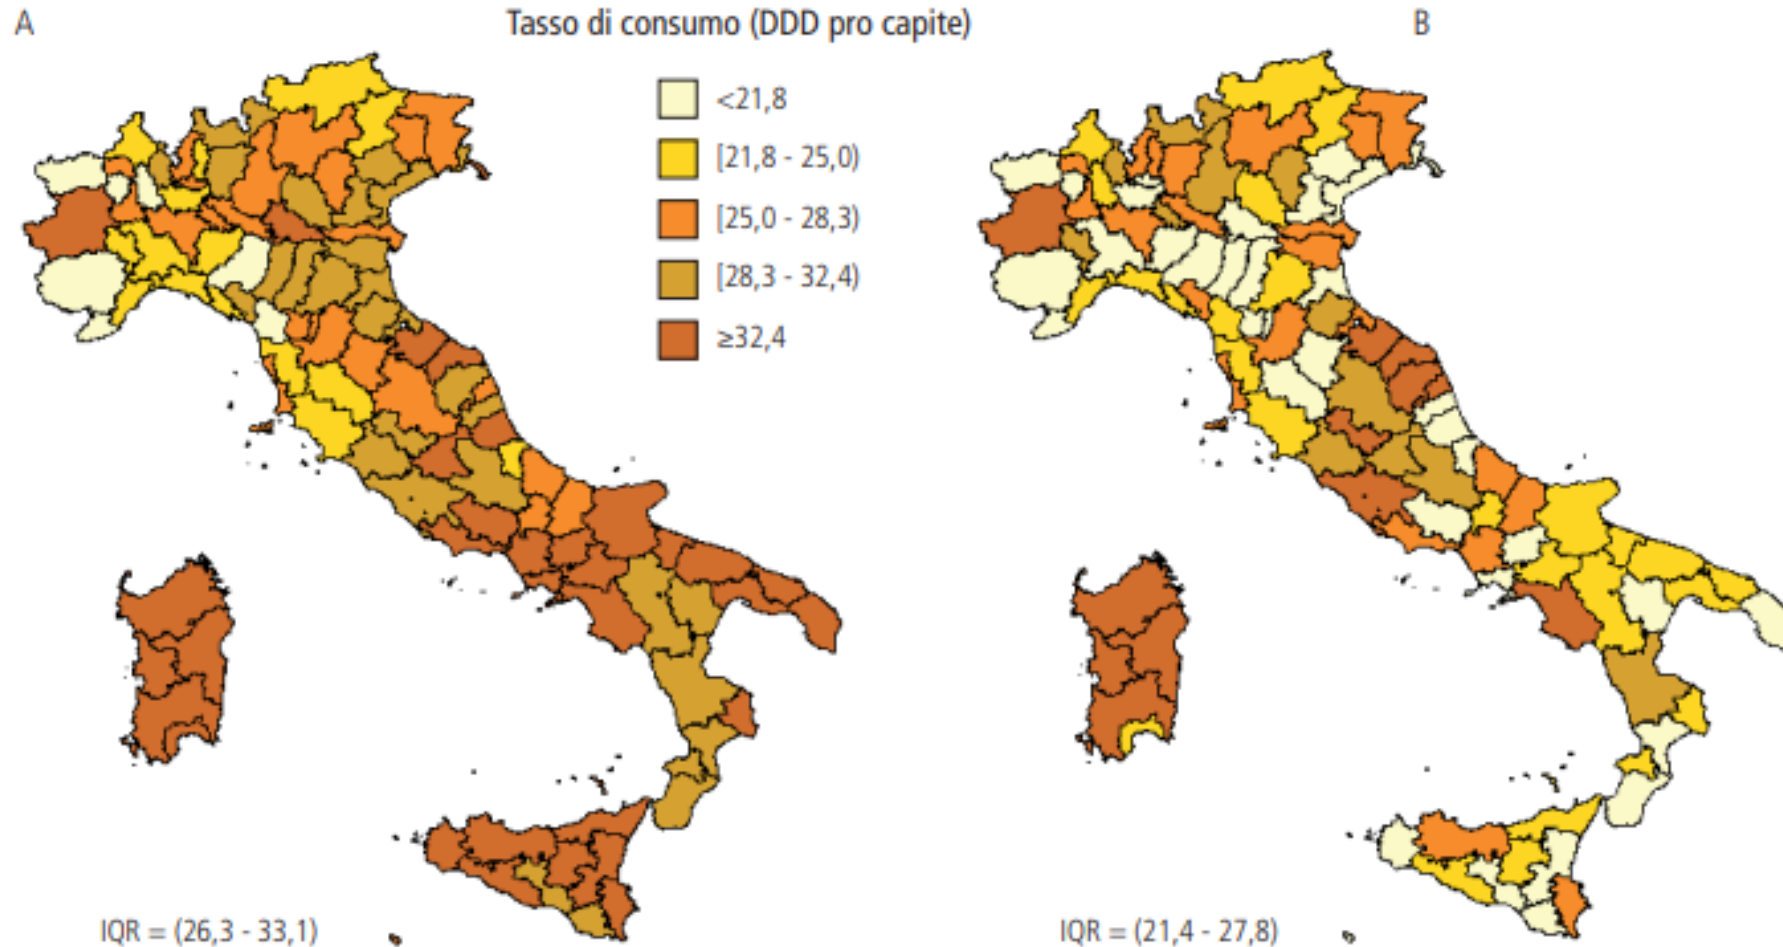 A
Tasso di consumo (DDD pro capite)
B
<21,8
[21,8 - 25,0)
[25,0 - 28,3)
[28,3 - 32,4)
≥32,4
IQR = (26,3 - 33,1)
IQR = (21,4 - 27,8)